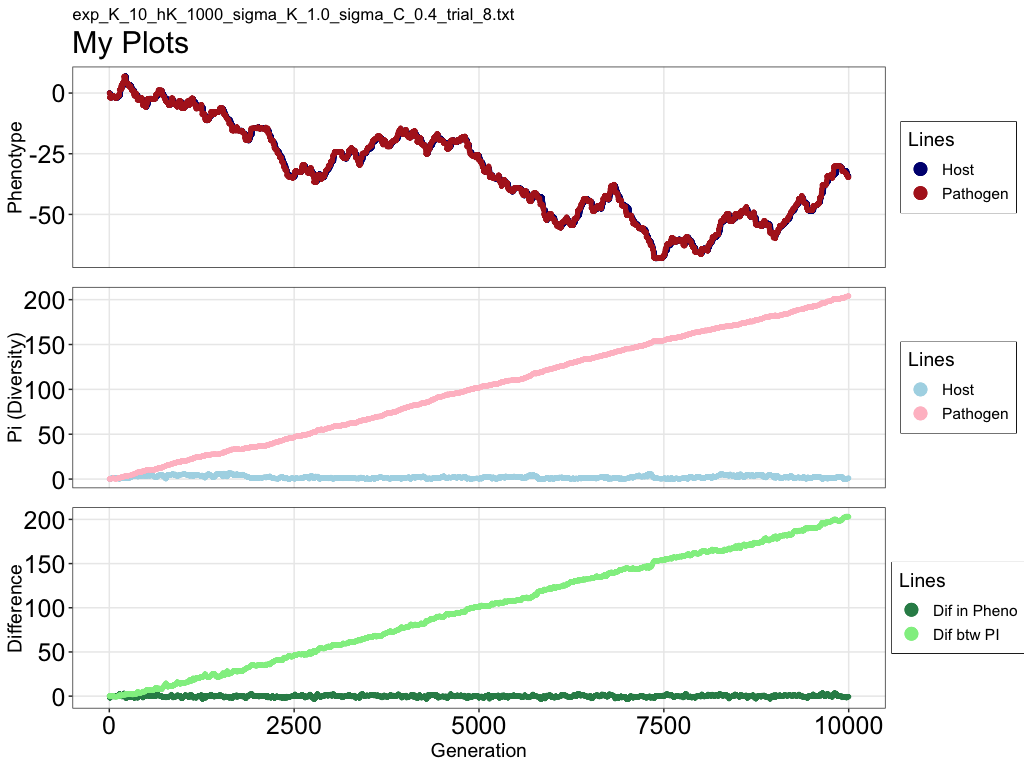 exp_K_10_hK_1000_sigma_K_1.0_sigma_C_0.4_trial_8.txt
My Plots
Phenotype
0
-25
-50
Lines
Host
Pathogen
Pi (Diversity)
200
150
100
50
0
Lines
Host
Pathogen
Difference
200
150
100
50
0
Lines
Dif in Pheno
Dif btw PI
0
2500
5000
7500
10000
Generation